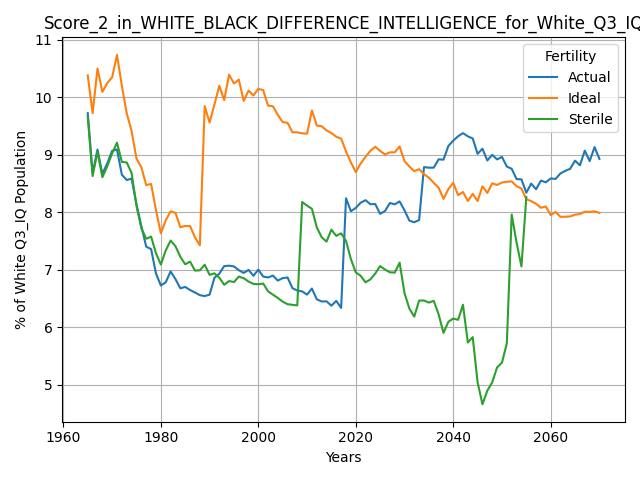 Score_2_in_WHITE_BLACK_DIFFERENCE_INTELLIGENCE_for_White_Q3_IQ
11
10
9
8
7
6
5
% of White Q3_IQ Population
Fertility
Actual
Ideal
Sterile
1960
1980
2000
2020
2040
2060
Years